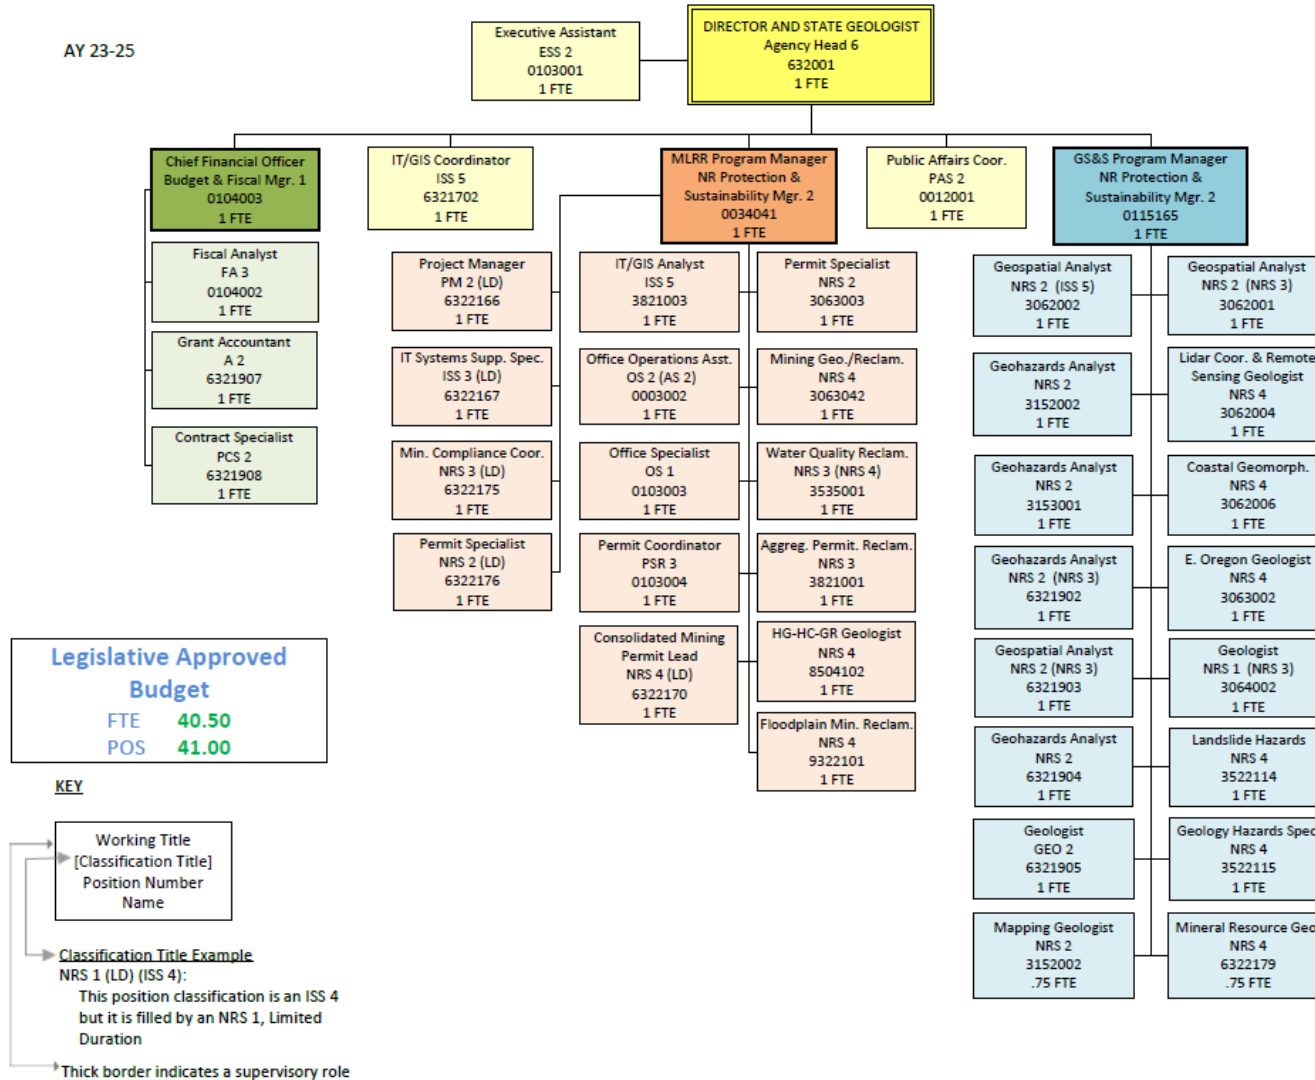 AY 23-25
Executive Assistant
ESS 2
0103001
1 FTE
DIRECTOR AND STATE GEOLOGIST
Agency Head 6
632001
1 FTE
Chief Financial Officer
Budget & Fiscal Mgr. 1
0104003
1 FTE
IT/GIS Coordinator
ISS 5
6321702
1 FTE
MLRR Program Manager
NR Protection &
Sustainability Mgr. 2
0034041
1 FTE
Public Affairs Coor.
PAS 2
0012001
1 FTE
GS&S Program Manager
NR Protection &
Sustainability Mgr. 2
0115165
1 FTE
Fiscal Analyst
FA 3
0104002
1 FTE
Grant Accountant
A 2
6321907
1 FTE
Contract Specialist
PCS 2
6321908
1 FTE
Project Manager
PM 2 (LD)
6322166
1 FTE
IT Systems Supp. Spec.
ISS 3 (LD)
6322167
1 FTE
Min. Compliance Coor.
NRS 3 (LD)
6322175
1 FTE
Permit Specialist
NRS 2 (LD)
6322176
1 FTE
IT/GIS Analyst
ISS 5
3821003
1 FTE
Office Operations Asst.
OS 2 (AS 2)
0003002
1 FTE
Office Specialist
OS 1
0103003
1 FTE
Permit Coordinator
PSR 3
0103004
1 FTE
Consolidated Mining
Permit Lead
NRS 4 (LD)
6322170
1 FTE
Permit Specialist
NRS 2
3063003
1 FTE
Mining Geo./Reclam.
NRS 4
3063042
1 FTE
Water Quality Reclam.
NRS 3 (NRS 4)
3535001
1 FTE
Aggreg. Permit. Reclam.
NRS 3
3821001
1 FTE
HG-HC-GR Geologist
NRS 4
8504102
1 FTE
Floodplain Min. Reclam.
NRS 4
9322101
1 FTE
Geospatial Analyst
NRS 2 (ISS 5)
3062002
1 FTE
Geohazards Analyst
NRS 2
3152002
1 FTE
Geohazards Analyst
NRS 2
3153001
1 FTE
Geohazards Analyst
NRS 2 (NRS 3)
6321902
1 FTE
Geospatial Analyst
NRS 2 (NRS 3)
6321903
1 FTE
Geohazards Analyst
NRS 2
6321904
1 FTE
Geologist
GEO 2
6321905
1 FTE
Mapping Geologist
NRS 2
3152002
.75 FTE
Geospatial Analyst
NRS 2 (NRS 3)
3062001
1 FTE
Lidar Coor. & Remote
Sensing Geologist
NRS 4
3062004
1 FTE
Coastal Geomorph.
NRS 4
3062006
1 FTE
E. Oregon Geologist
NRS 4
3063002
1 FTE
Geologist
NRS 1 (NRS 3)
3064002
1 FTE
Landslide Hazards
NRS 4
3522114
1 FTE
Geology Hazards Spec
NRS 4
3522115
1 FTE
Mineral Resource Geo
NRS 4
6322179
.75 FTE
Legislative Approved
Budget
FTE 40.50
POS 41.00
KEY
Working Title
[Classification Title]
Position Number
Name
Classification Title Example
NRS 1 (LD) (ISS 4):
This position classification is an ISS 4
but it is filled by an NRS 1, Limited
Duration
Thick border indicates a supervisory role